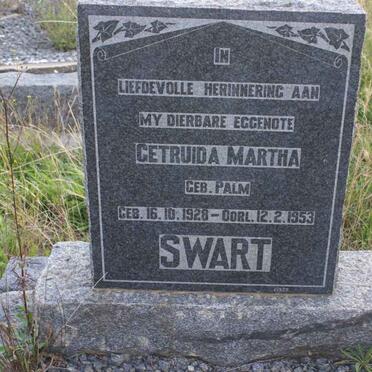 IN
LIEFDEVOLLE HERINNERING AAN
MY DIERBARE EGGENOTE
GETRUIDA MARTHA
GEB. PALM
GEB. 16.10.1928 – OORL. 12.2.1953
SWART